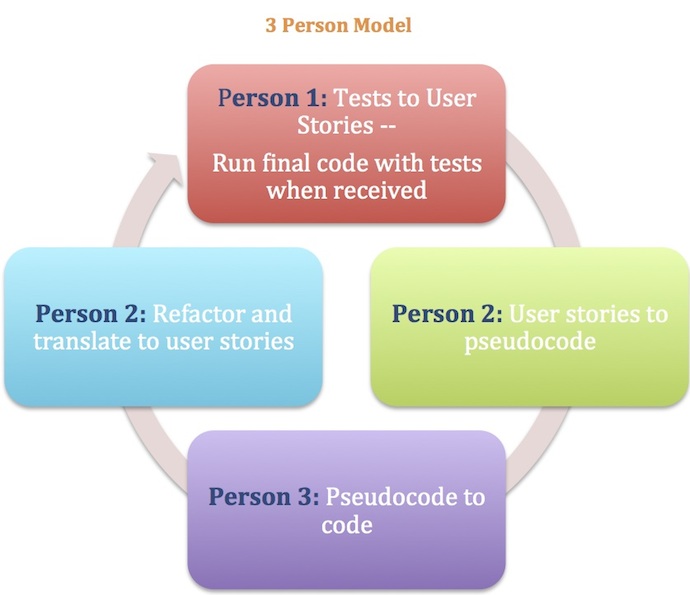 3 Person Model
Person 1: Tests to User
Stories --
Run final code with tests
when received
Person 2: Refactor and
translate to user stories
Person 2: User stories to
pseudocode
Person 3: Pseudocode to
code